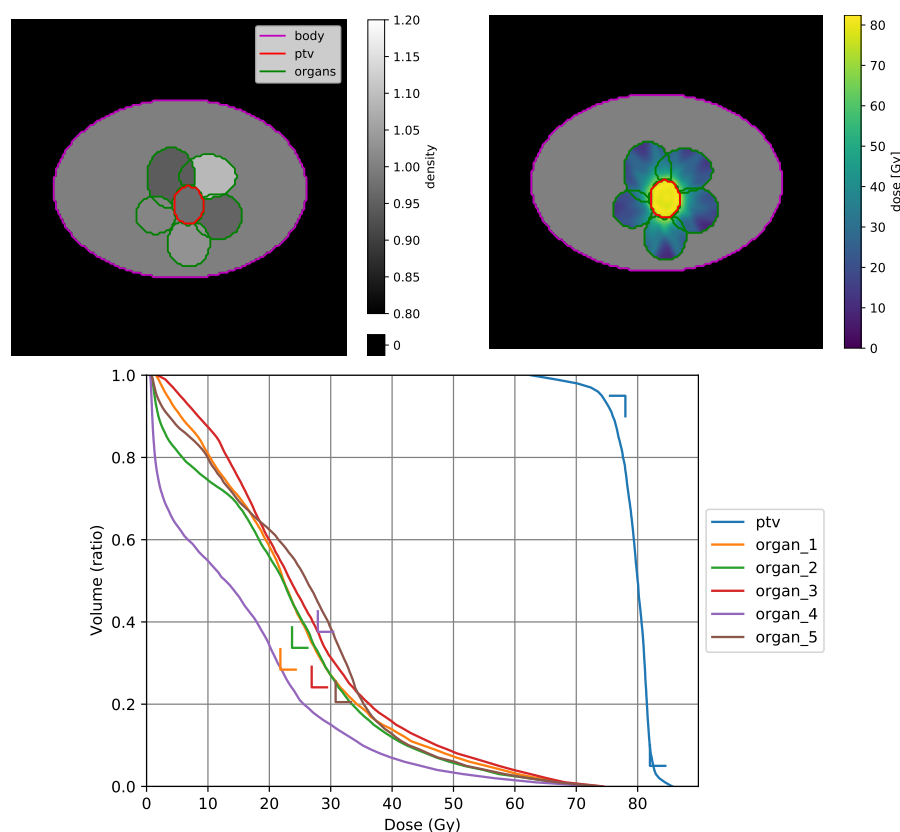 body
ptv
organs
1.20
1.15
1.10
1.05
1.00
0.95
0.90
0.85
0.80
0
density
80
70
60
50
40
30
20
10
0
dose [Gy]
1.0
0.8
0.6
0.4
0.2
0.0
Volume (ratio)
0 10 20 30 40 50 60 70 80
Dose (Gy)
ptv
organ_1
organ_2
organ_3
organ_4
organ_5